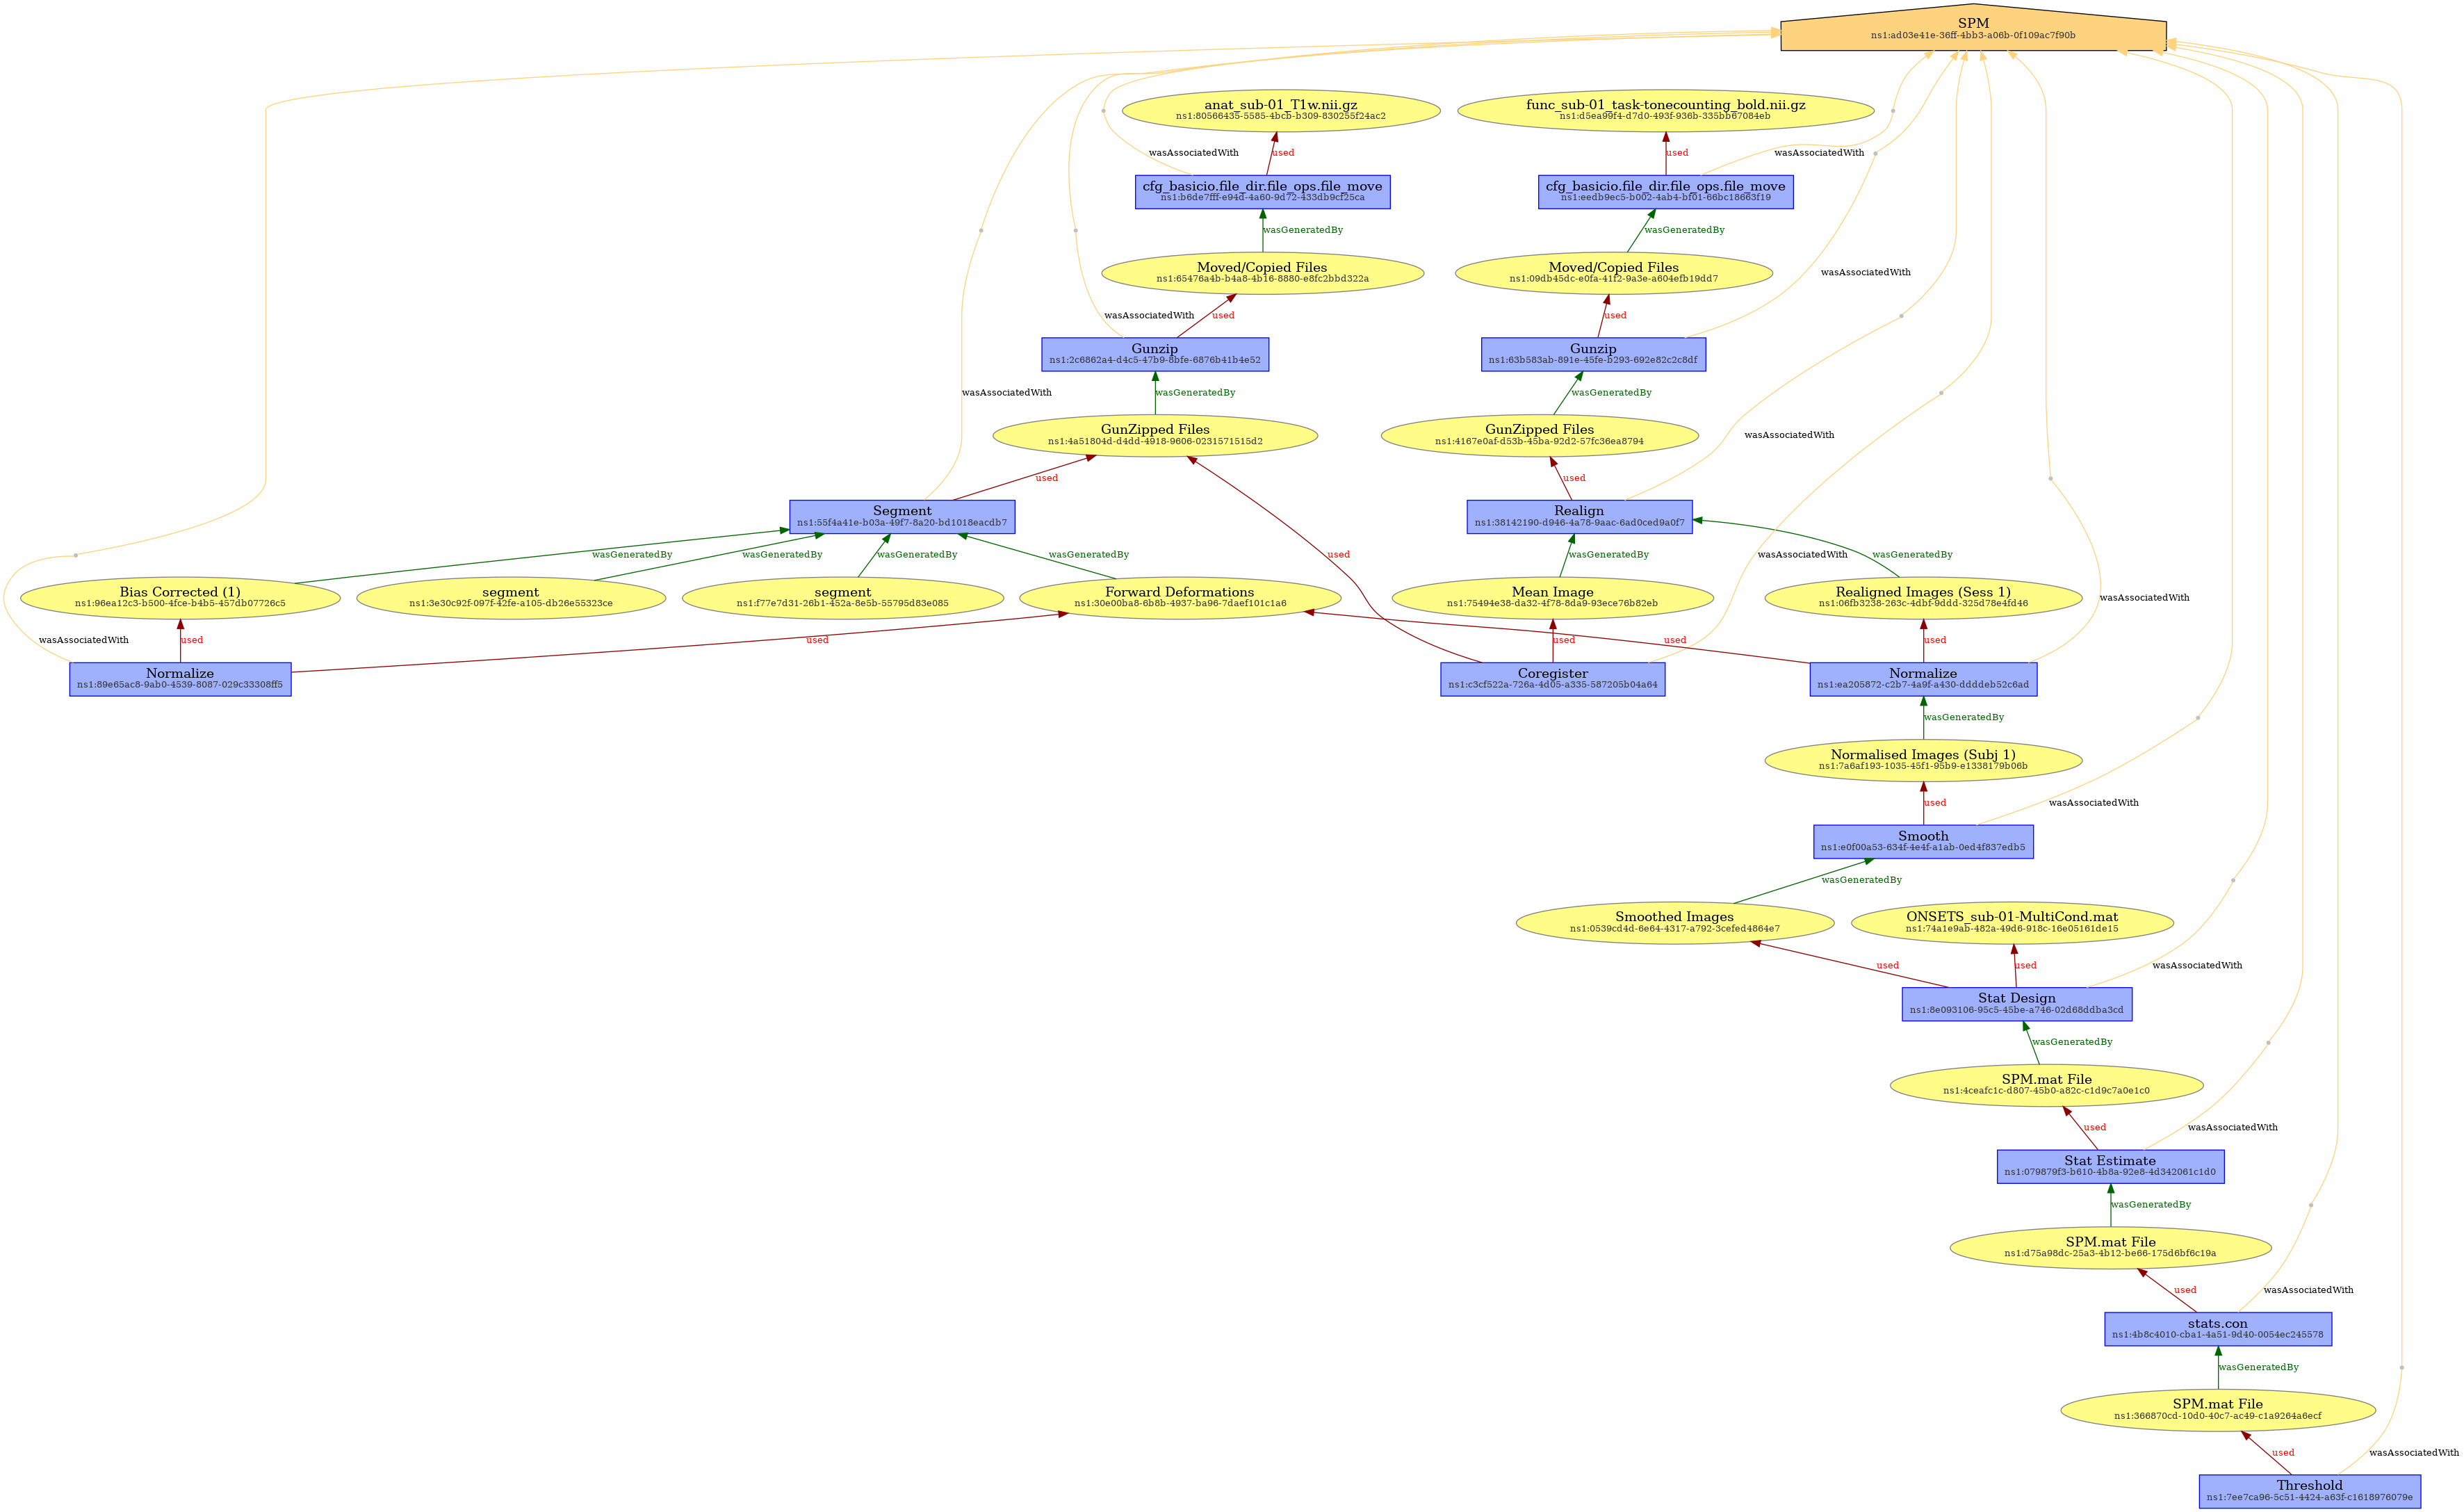 SPM
ns1:ad03e41e-36ff-4bb3-a06b-0f109ac7f90b
anat_sub-01_T1w.nii.gz
ns1:80566435-5585-4bcb-b309-830255f24ac2
func_sub-01_task-tonecounting_bold.nii.gz
ns1:d5ea99f4-d7d0-493f-936b-335bb67084eb
wasAssociatedWith
used
used
wasAssociatedWith
cfg_basicio.file_dir.file_ops.file_move
ns1:b6de7fff-e94d-4a60-9d72-433db9cf25ca
cfg_basicio.file_dir.file_ops.file_move
ns1:eedb9ec5-b002-4ab4-bf01-66bc18663f19
wasGeneratedBy
wasGeneratedBy
Moved/Copied Files
ns1:65476a4b-b4a8-4b16-8880-e8fc2bbd322a
Moved/Copied Files
ns1:09db45dc-e0fa-41f2-9a3e-a604efb19dd7
wasAssociatedWith
wasAssociatedWith
used
used
Gunzip
ns1:2c6862a4-d4c5-47b9-8bfe-6876b41b4e52
Gunzip
ns1:63b583ab-891e-45fe-b293-692e82c2c8df
wasAssociatedWith
wasGeneratedBy
wasGeneratedBy
GunZipped Files
ns1:4a51804d-d4dd-4918-9606-0231571515d2
GunZipped Files
ns1:4167e0af-d53b-45ba-92d2-57fc36ea8794
wasAssociatedWith
used
used
Segment
ns1:55f4a41e-b03a-49f7-8a20-bd1018eacdb7
Realign
ns1:38142190-d946-4a78-9aac-6ad0ced9a0f7
wasGeneratedBy
wasGeneratedBy
wasGeneratedBy
wasGeneratedBy
used
wasGeneratedBy
wasAssociatedWith
wasGeneratedBy
Bias Corrected (1)
ns1:96ea12c3-b500-4fce-b4b5-457db07726c5
segment
ns1:3e30c92f-097f-42fe-a105-db26e55323ce
segment
ns1:f77e7d31-26b1-452a-8e5b-55795d83e085
Forward Deformations
ns1:30e00ba8-6b8b-4937-ba96-7daef101c1a6
Mean Image
ns1:75494e38-da32-4f78-8da9-93ece76b82eb
Realigned Images (Sess 1)
ns1:06fb3238-263c-4dbf-9ddd-325d78e4fd46
wasAssociatedWith
wasAssociatedWith
used
used
used
used
used
Normalize
ns1:89e65ac8-9ab0-4539-8087-029c33308ff5
Coregister
ns1:c3cf522a-726a-4d05-a335-587205b04a64
Normalize
ns1:ea205872-c2b7-4a9f-a430-ddddeb52c6ad
wasGeneratedBy
Normalised Images (Subj 1)
ns1:7a6af193-1035-45f1-95b9-e1338179b06b
used
wasAssociatedWith
Smooth
ns1:e0f00a53-634f-4e4f-a1ab-0ed4f837edb5
wasGeneratedBy
Smoothed Images
ns1:0539cd4d-6e64-4317-a792-3cefed4864e7
ONSETS_sub-01-MultiCond.mat
ns1:74a1e9ab-482a-49d6-918c-16e05161de15
used
used
wasAssociatedWith
Stat Design
ns1:8e093106-95c5-45be-a746-02d68ddba3cd
wasGeneratedBy
SPM.mat File
ns1:4ceafc1c-d807-45b0-a82c-c1d9c7a0e1c0
used
wasAssociatedWith
Stat Estimate
ns1:079879f3-b610-4b8a-92e8-4d342061c1d0
wasGeneratedBy
SPM.mat File
ns1:d75a98dc-25a3-4b12-be66-175d6bf6c19a
used
wasAssociatedWith
stats.con
ns1:4b8c4010-cba1-4a51-9d40-0054ec245578
wasGeneratedBy
SPM.mat File
ns1:366870cd-10d0-40c7-ac49-c1a9264a6ecf
used
wasAssociatedWith
Threshold
ns1:7ee7ca96-5c51-4424-a63f-c1618976079e